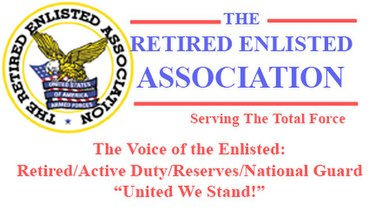 THE RETIRED ENLISTED ASSOCIATION
UNITED STATES
OF AMERICA
ARMED FORCES
THE
RETIRED ENLISTED
ASSOCIATION
Serving The Total Force
The Voice of the Enlisted:
Retired/Active Duty/Reserves/National Guard
“United We Stand!”